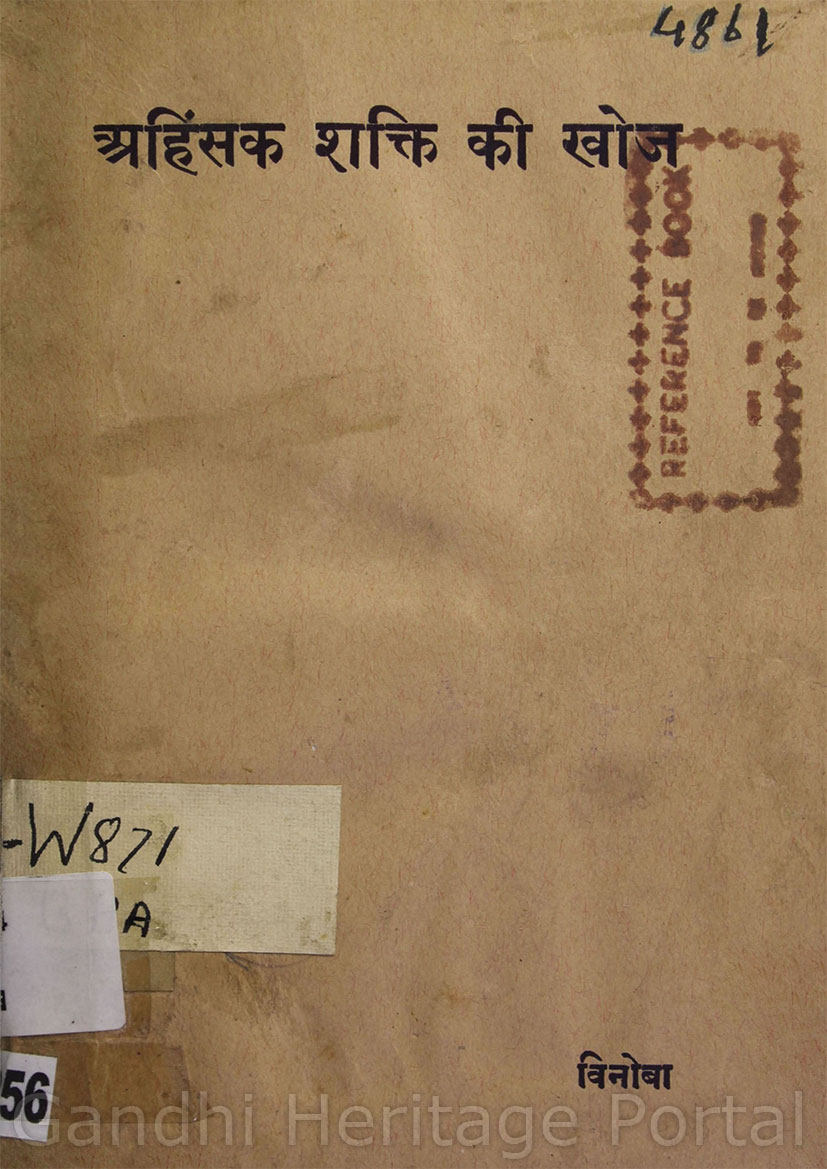 4861
अहिंसक शक्ति की खोज
REFERENCE BOOK
-W871
A
56
विनोबा
Gandhi Heritage Portal